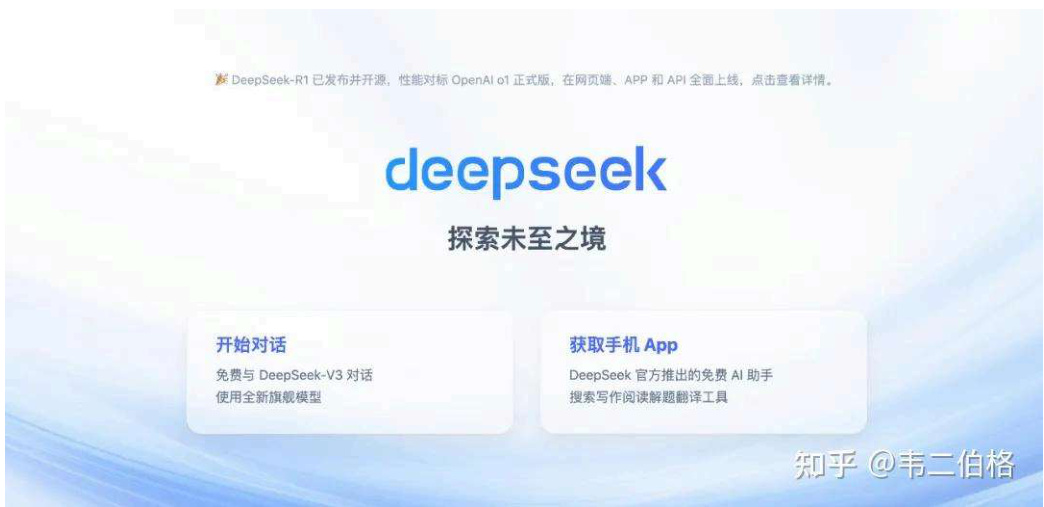 🎉 DeepSeek-R1 已发布并开源，性能对标 OpenAI o1 正式版，在网页端、APP 和 API 全面上线，点击查看详情。
deepseek
探索未至之境
开始对话
免费与 DeepSeek-V3 对话
使用全新旗舰模型
获取手机 App
DeepSeek 官方推出的免费 AI 助手
搜索写作阅读解题翻译工具
知乎 @韦二伯格